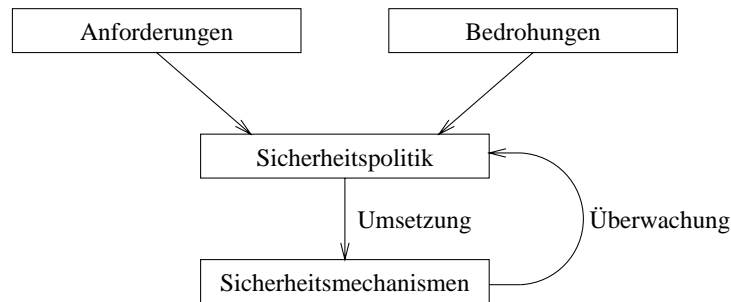 Anforderungen
Bedrohungen
Sicherheitspolitik
Umsetzung
Überwachung
Sicherheitsmechanismen